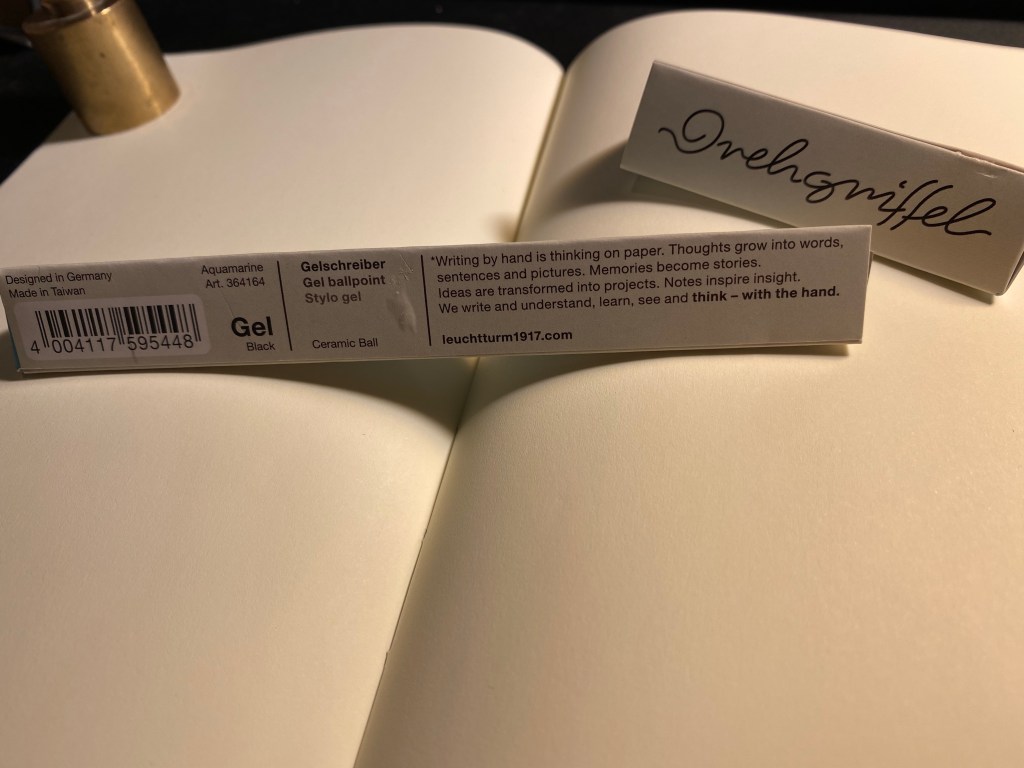 Drehgriffel
Designed in Germany
Made in Taiwan
4 004117 595448
Aquamarine
Art. 364164
Gel
Black
Gelschreiber
Gel ballpoint
Stylo gel
Ceramic Ball
*Writing by hand is thinking on paper. Thoughts grow into words,
sentences and pictures. Memories become stories.
Ideas are transformed into projects. Notes inspire insight.
We write and understand, learn, see and think – with the hand.
leuchtturm1917.com